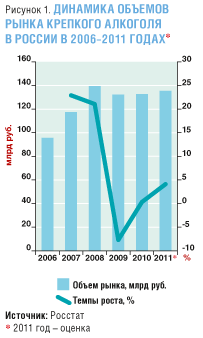 Рисунок 1. ДИНАМИКА ОБЪЕМОВ
РЫНКА КРЕПКОГО АЛКОГОЛЯ
В РОССИИ В 2006-2011 ГОДАХ*
млрд руб.
160
140
120
100
80
60
40
20
0
25
20
15
10
5
0
-5
-10
2006 2007 2008 2009 2010 2011* %
Объем рынка, млрд руб.
Темпы роста, %
Источник: Росстат
* 2011 год – оценка